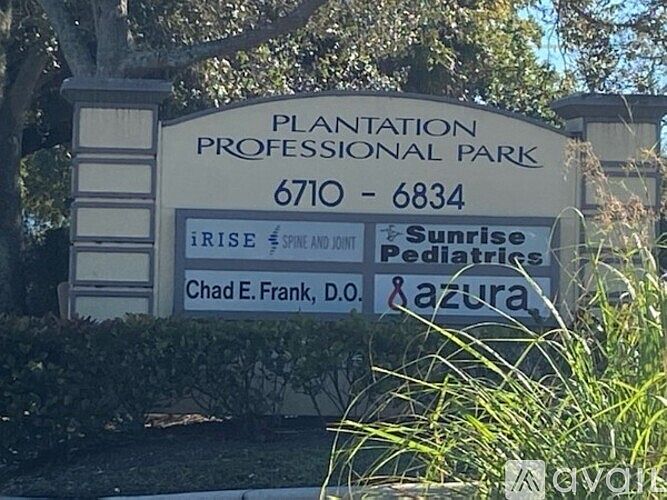 PLANTATION
PROFESSIONAL PARK
6710 - 6834
iRISE SPINE AND JOINT
Sunrise
Pediatrics
Chad E. Frank, D.O.
azura
avail